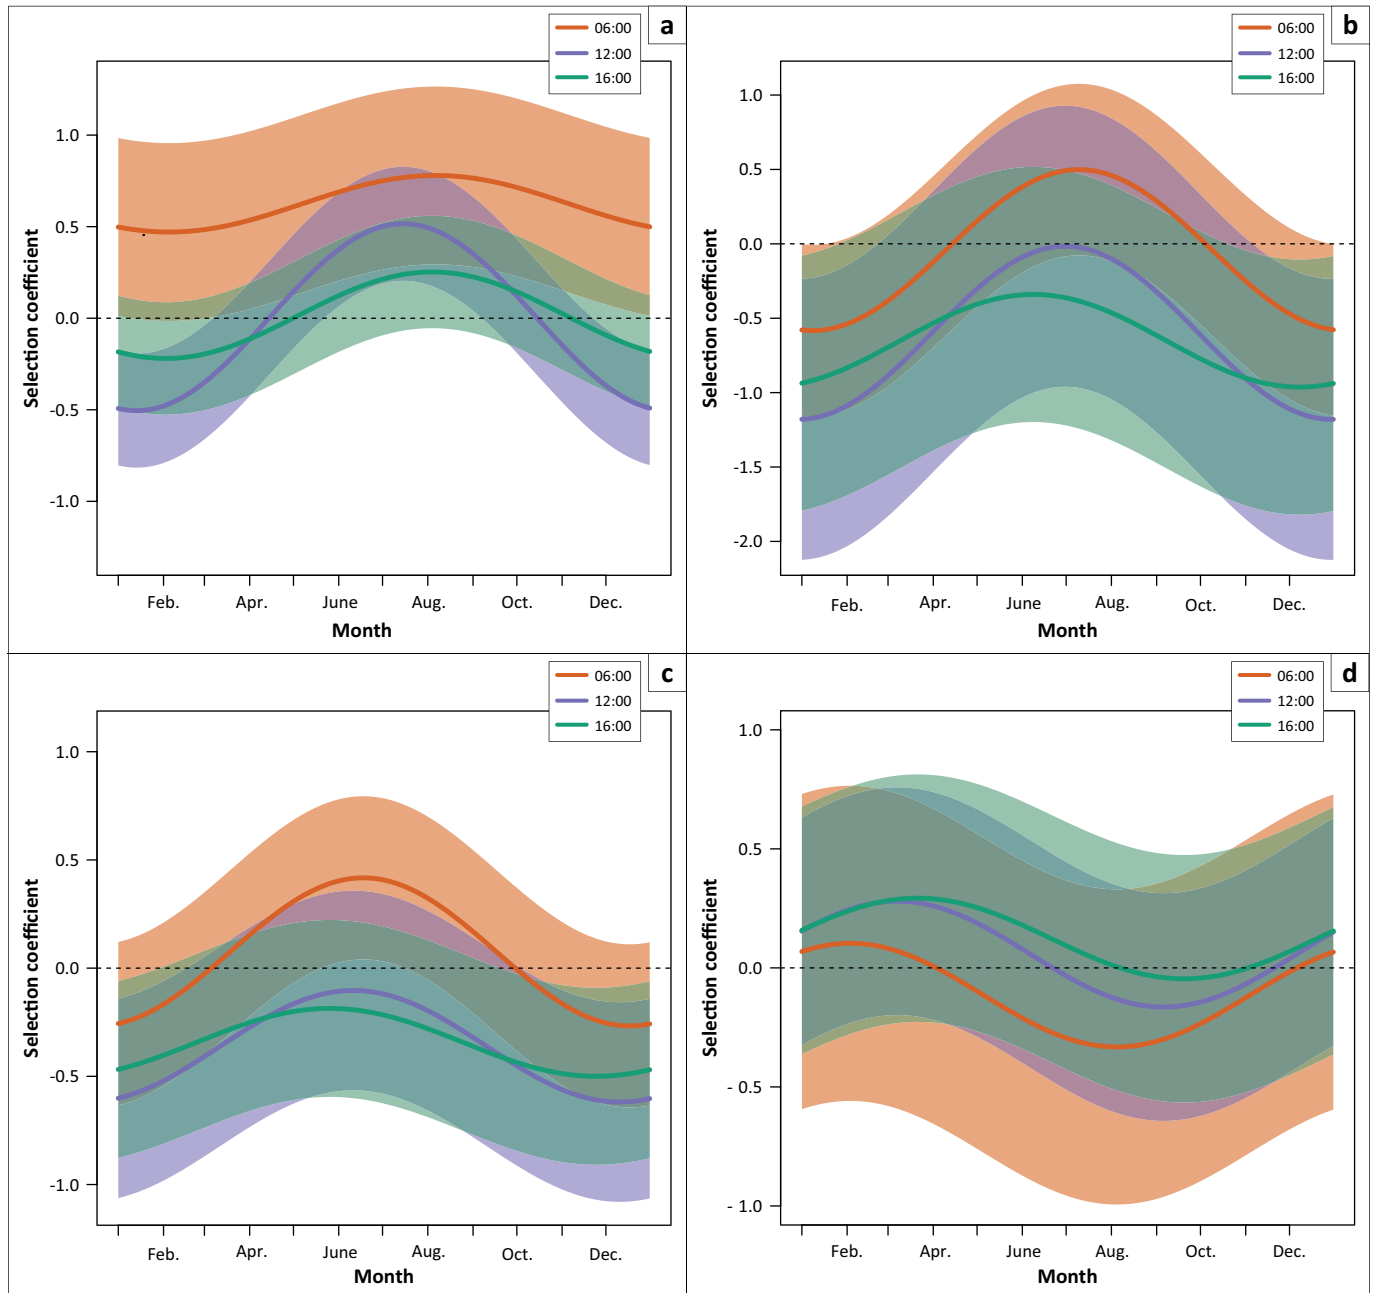 06:00
12:00
16:00
a
Selection coefficient
1.0
0.5
0.0
-0.5
-1.0
Feb. Apr. June Aug. Oct. Dec.
Month
06:00
12:00
16:00
b
Selection coefficient
1.0
0.5
0.0
-0.5
-1.0
-1.5
-2.0
Feb. Apr. June Aug. Oct. Dec.
Month
06:00
12:00
16:00
c
Selection coefficient
1.0
0.5
0.0
-0.5
-1.0
Feb. Apr. June Aug. Oct. Dec.
Month
06:00
12:00
16:00
d
Selection coefficient
1.0
0.5
0.0
- 0.5
- 1.0
Feb. Apr. June Aug. Oct. Dec.
Month